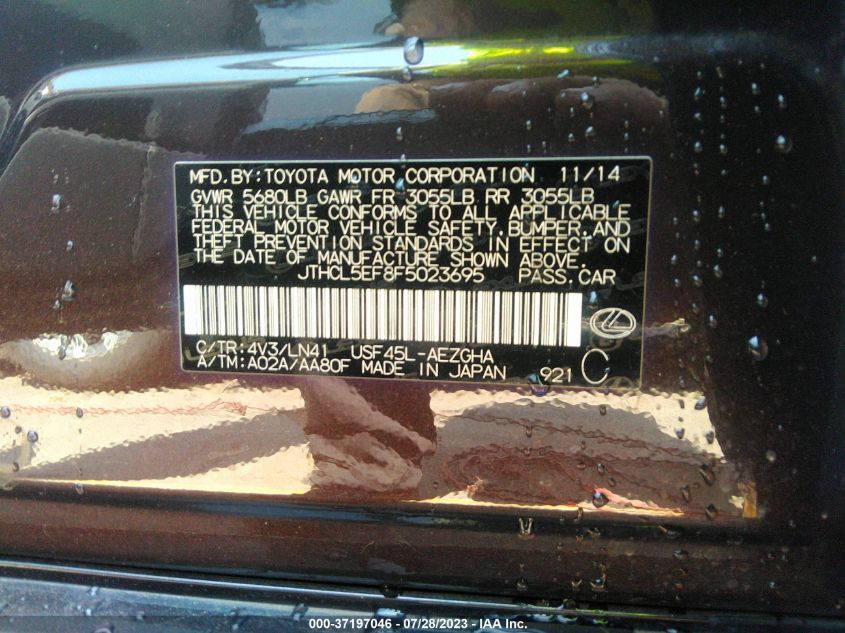 MFD.BY:TOYOTA MOTOR CORPORATION 11/14
GVWR 5680LB GAWR FR 3055LB RR 3055LB
THIS VEHICLE CONFORMS TO ALL APPLICABLE
FEDERAL MOTOR VEHICLE SAFETY,BUMPER,AND
THEFT PREVENTION STANDARDS IN EFFECT ON
THE DATE OF MANUFACTURE SHOWN ABOVE.
JTHCL5EF8F5023695 PASS.CAR
C/TR:4V3/LN41 USF45L-AEZGHA
A/TM:A02A/AA80F MADE IN JAPAN 921 C
000-37197046 / 07/28/2023 - IAA Inc.